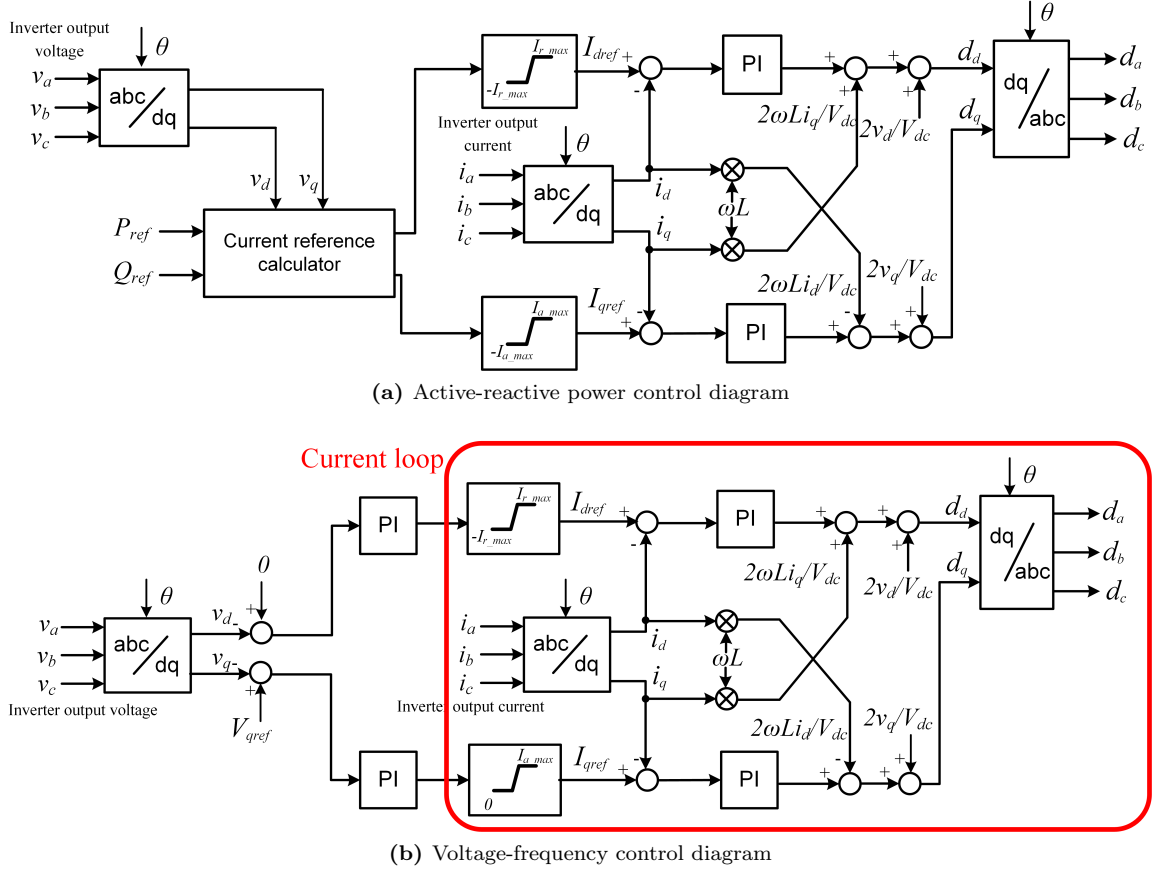 Inverter output
voltage
θ
v_a
v_b
v_c
abc/dq
v_d
v_q
P_ref
Q_ref
Current reference
calculator
I_r_max
-I_r_max
I_dref
+
-
PI
+
+
+
+
2ωLi_q/V_dc
2v_d/V_dc
d_d
d_q
θ
dq/abc
d_a
d_b
d_c
Inverter output
current
θ
i_a
i_b
i_c
abc/dq
i_d
i_q
ωL
I_a_max
-I_a_max
I_qref
+
-
PI
+
-
+
+
2ωLi_d/V_dc
2v_q/V_dc
(a) Active-reactive power control diagram
Current loop
θ
v_a
v_b
v_c
abc/dq
Inverter output voltage
v_d
-
+
0
v_q
-
+
V_qref
PI
PI
I_r_max
-I_r_max
I_dref
+
-
PI
+
+
+
+
2ωLi_q/V_dc
2v_d/V_dc
d_d
d_q
θ
dq/abc
d_a
d_b
d_c
θ
i_a
i_b
i_c
abc/dq
Inverter output current
i_d
i_q
ωL
I_a_max
0
I_qref
+
-
PI
+
-
+
+
2ωLi_d/V_dc
2v_q/V_dc
(b) Voltage-frequency control diagram